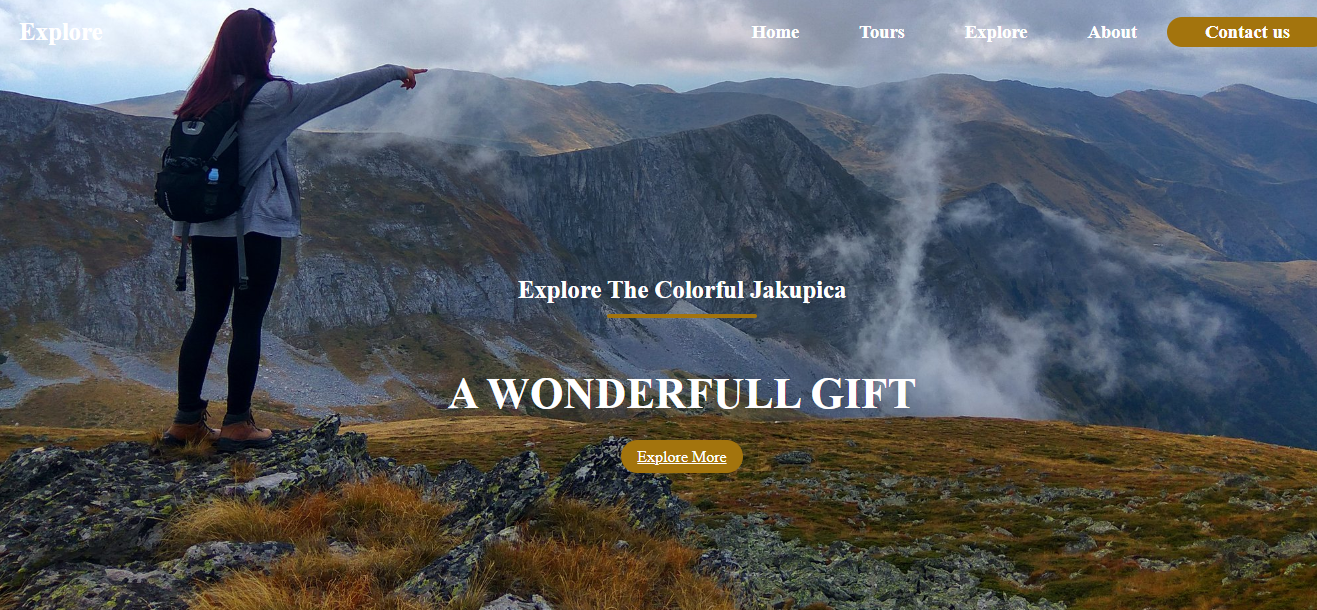 Explore
Home Tours Explore About Contact us
Explore The Colorful Jakupica
A WONDERFULL GIFT
Explore More